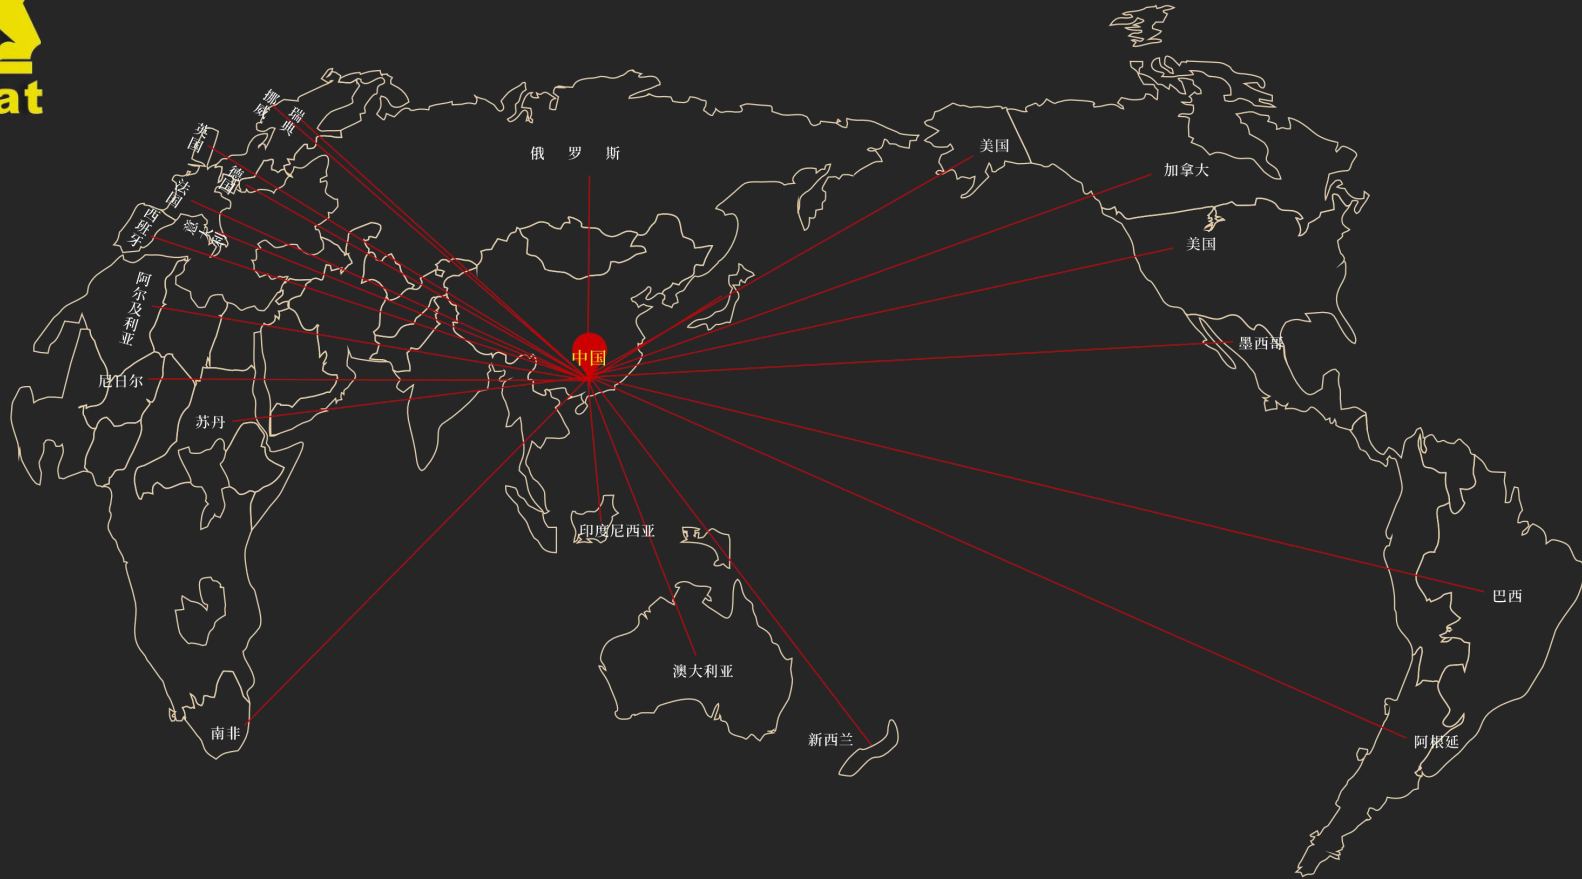 at
挪威
瑞典
英国
德国
法国
西班牙
意大利
俄 罗 斯
美国
加拿大
美国
阿尔及利亚
中国
墨西哥
尼日尔
苏丹
印度尼西亚
巴西
澳大利亚
南非
新西兰
阿根廷